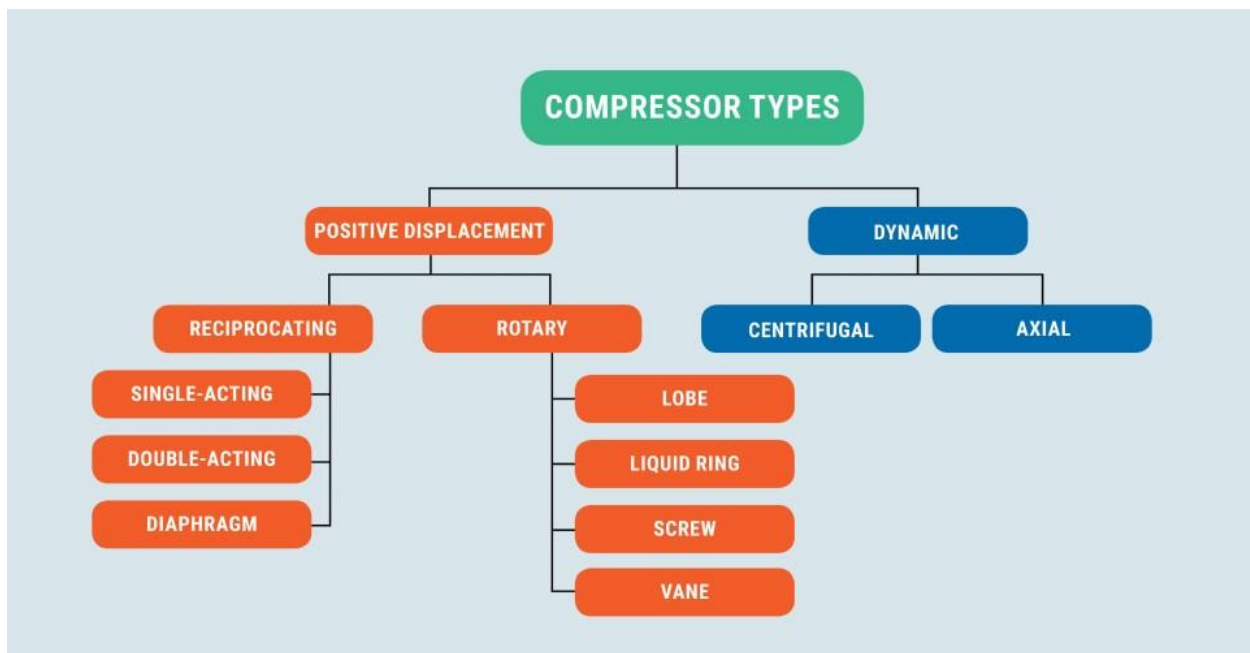 COMPRESSOR TYPES
POSITIVE DISPLACEMENT
DYNAMIC
RECIPROCATING
ROTARY
CENTRIFUGAL
AXIAL
SINGLE-ACTING
DOUBLE-ACTING
DIAPHRAGM
LOBE
LIQUID RING
SCREW
VANE